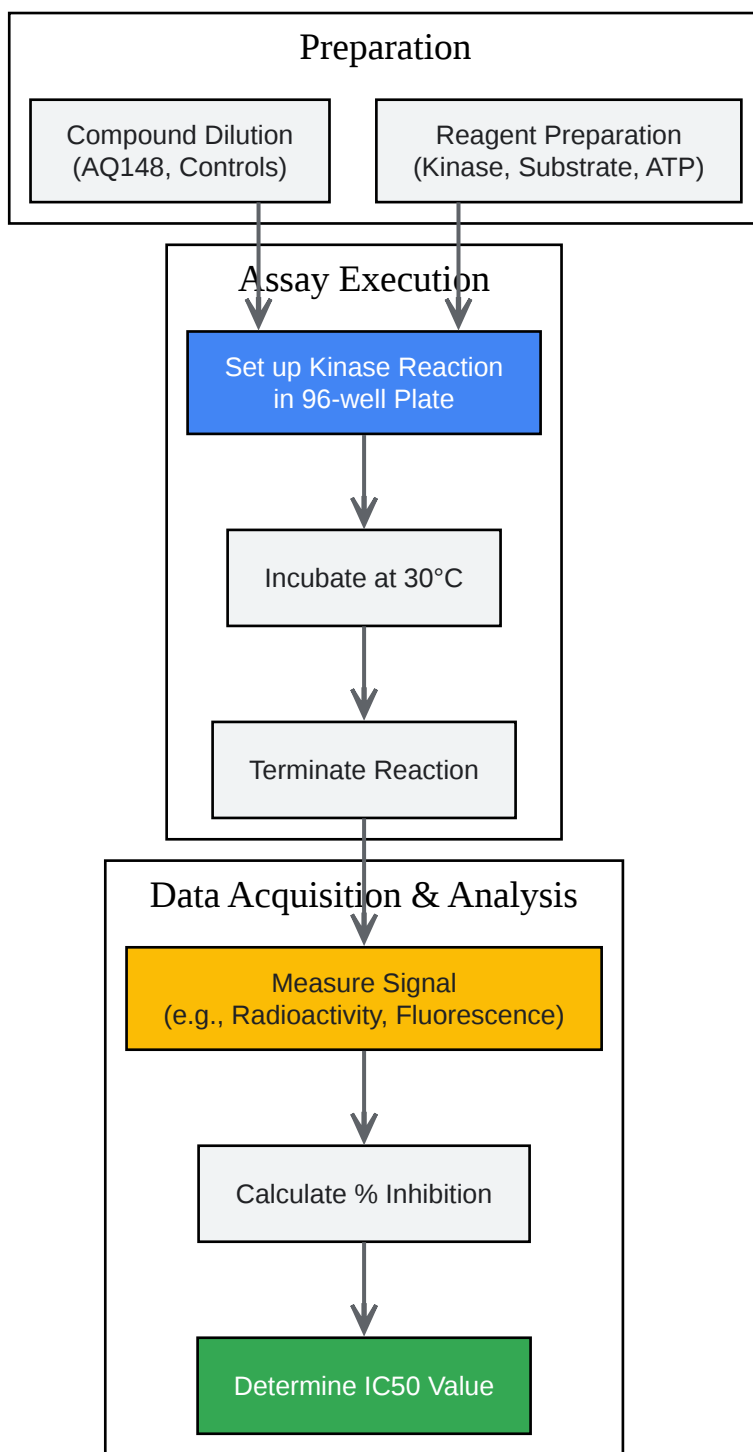 Preparation
Compound Dilution
(AQ148, Controls)
Reagent Preparation
(Kinase, Substrate, ATP)
Assay Execution
Set up Kinase Reaction
in 96-well Plate
Incubate at 30°C
Terminate Reaction
Data Acquisition & Analysis
Measure Signal
(e.g., Radioactivity, Fluorescence)
Calculate % Inhibition
Determine IC50 Value